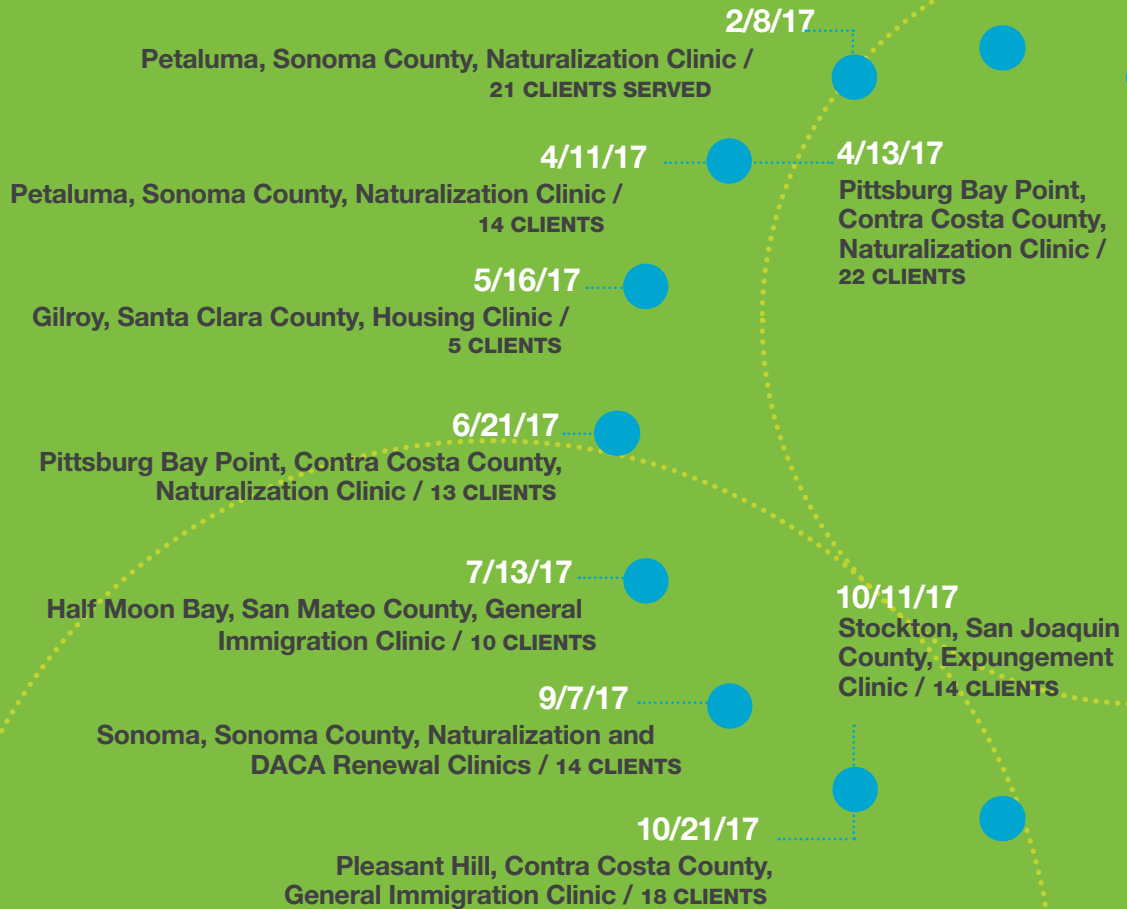 2/8/17
Petaluma, Sonoma County, Naturalization Clinic /
21 CLIENTS SERVED
4/11/17
Petaluma, Sonoma County, Naturalization Clinic /
14 CLIENTS
4/13/17
Pittsburg Bay Point,
Contra Costa County,
Naturalization Clinic /
22 CLIENTS
5/16/17
Gilroy, Santa Clara County, Housing Clinic /
5 CLIENTS
6/21/17
Pittsburg Bay Point, Contra Costa County,
Naturalization Clinic / 13 CLIENTS
7/13/17
Half Moon Bay, San Mateo County, General
Immigration Clinic / 10 CLIENTS
9/7/17
Sonoma, Sonoma County, Naturalization and
DACA Renewal Clinics / 14 CLIENTS
10/11/17
Stockton, San Joaquin
County, Expungement
Clinic / 14 CLIENTS
10/21/17
Pleasant Hill, Contra Costa County,
General Immigration Clinic / 18 CLIENTS